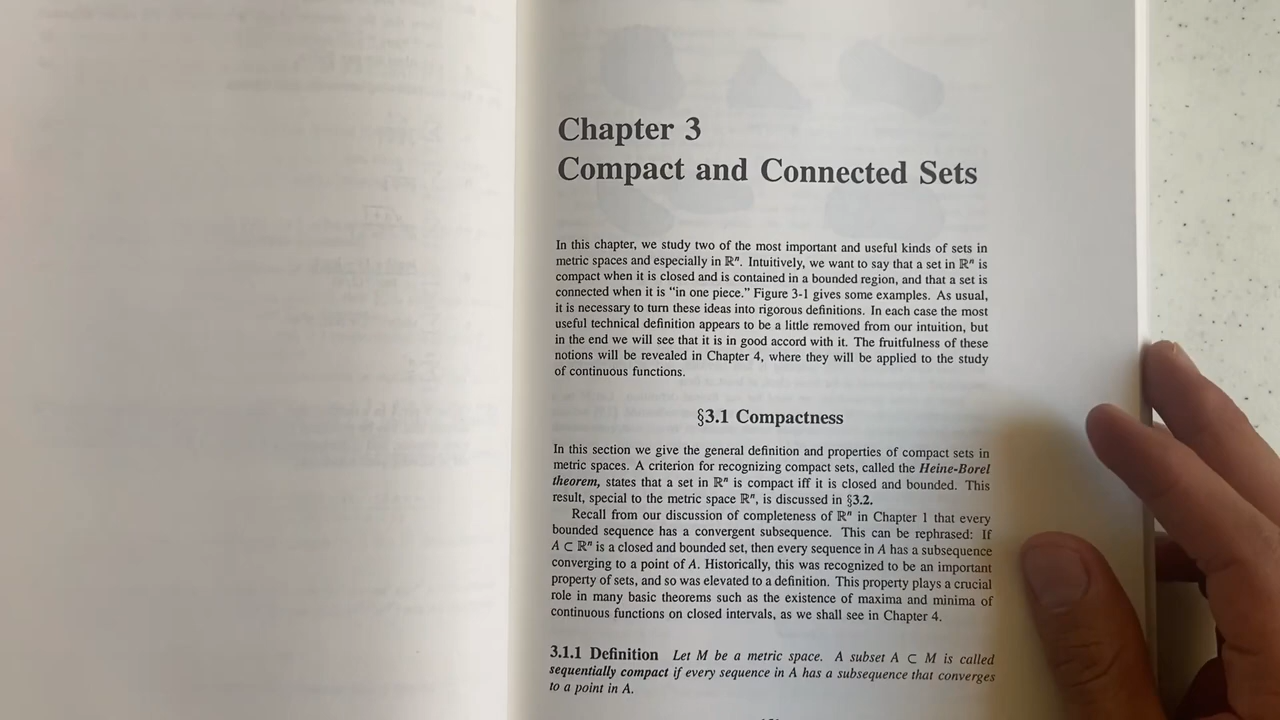 Chapter 3
Compact and Connected Sets
In this chapter, we study two of the most important and useful kinds of sets in
metric spaces and especially in ℝⁿ. Intuitively, we want to say that a set in ℝⁿ is
compact when it is closed and is contained in a bounded region, and that a set is
connected when it is “in one piece.” Figure 3-1 gives some examples. As usual,
it is necessary to turn these ideas into rigorous definitions. In each case the most
useful technical definition appears to be a little removed from our intuition, but
in the end we will see that it is in good accord with it. The fruitfulness of these
notions will be revealed in Chapter 4, where they will be applied to the study
of continuous functions.
§3.1 Compactness
In this section we give the general definition and properties of compact sets in
metric spaces. A criterion for recognizing compact sets, called the Heine-Borel
theorem, states that a set in ℝⁿ is compact iff it is closed and bounded. This
result, special to the metric space ℝⁿ, is discussed in §3.2.
Recall from our discussion of completeness of ℝⁿ in Chapter 1 that every
bounded sequence has a convergent subsequence. This can be rephrased: If
A ⊂ ℝⁿ is a closed and bounded set, then every sequence in A has a subsequence
converging to a point of A. Historically, this was recognized to be an important
property of sets, and so was elevated to a definition. This property plays a crucial
role in many basic theorems such as the existence of maxima and minima of
continuous functions on closed intervals, as we shall see in Chapter 4.
3.1.1 Definition Let M be a metric space. A subset A ⊂ M is called
sequentially compact if every sequence in A has a subsequence that converges
to a point in A.